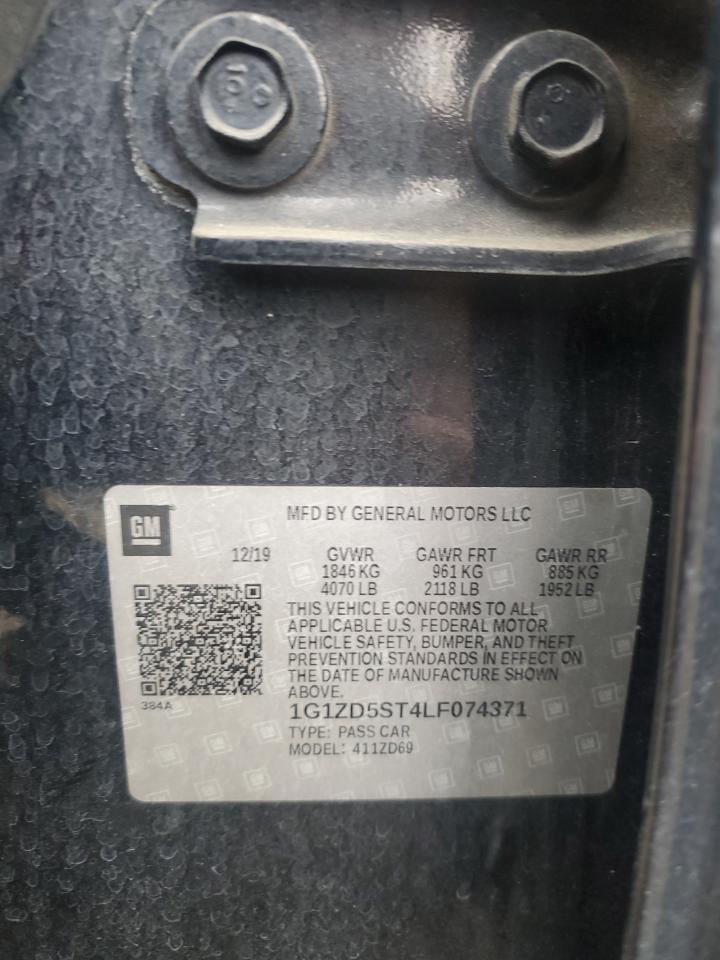 GM
MFD BY GENERAL MOTORS LLC
12/19 GVWR GAWR FRT GAWR RR
1846 KG 961 KG 885 KG
4070 LB 2118 LB 1952 LB
THIS VEHICLE CONFORMS TO ALL
APPLICABLE U.S. FEDERAL MOTOR
VEHICLE SAFETY, BUMPER, AND THEFT
PREVENTION STANDARDS IN EFFECT ON
THE DATE OF MANUFACTURE SHOWN
ABOVE.
384A
1G1ZD5ST4LF074371
TYPE: PASS CAR
MODEL: 411ZD69